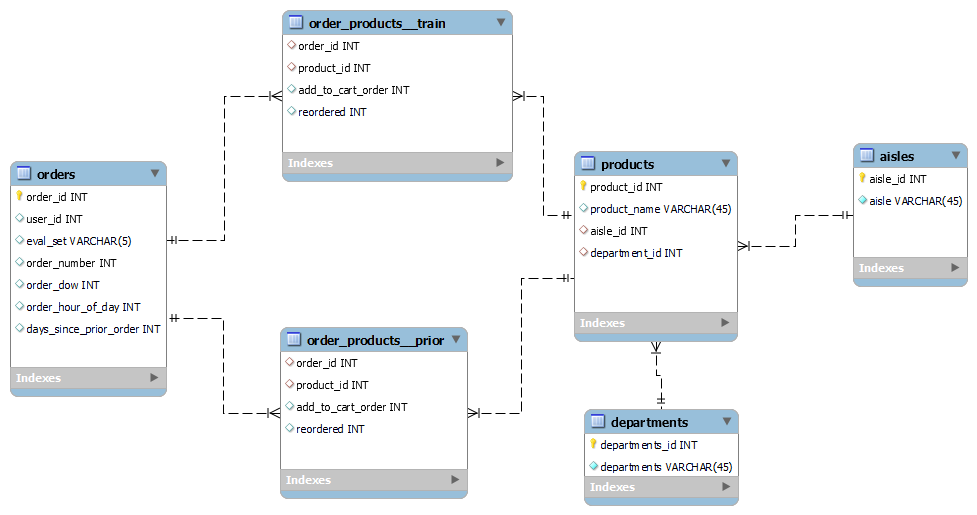 order_products__train
order_id INT
product_id INT
add_to_cart_order INT
reordered INT
Indexes
orders
order_id INT
user_id INT
eval_set VARCHAR(5)
order_number INT
order_dow INT
order_hour_of_day INT
days_since_prior_order INT
Indexes
order_products__prior
order_id INT
product_id INT
add_to_cart_order INT
reordered INT
Indexes
products
product_id INT
product_name VARCHAR(45)
aisle_id INT
department_id INT
Indexes
aisles
aisle_id INT
aisle VARCHAR(45)
Indexes
departments
departments_id INT
departments VARCHAR(45)
Indexes